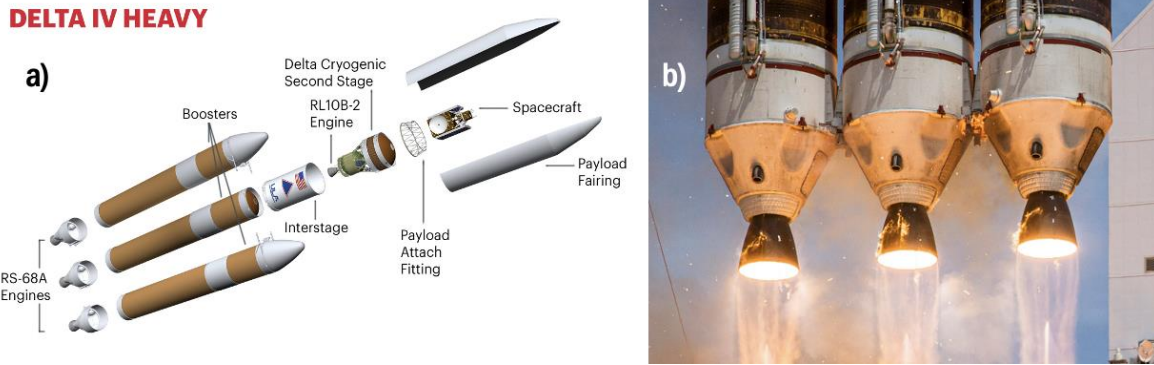 DELTA IV HEAVY
a)
Delta Cryogenic
Second Stage
RL10B-2
Engine
Boosters
Spacecraft
Payload
Fairing
Interstage
Payload
Attach
Fitting
RS-68A
Engines
b)